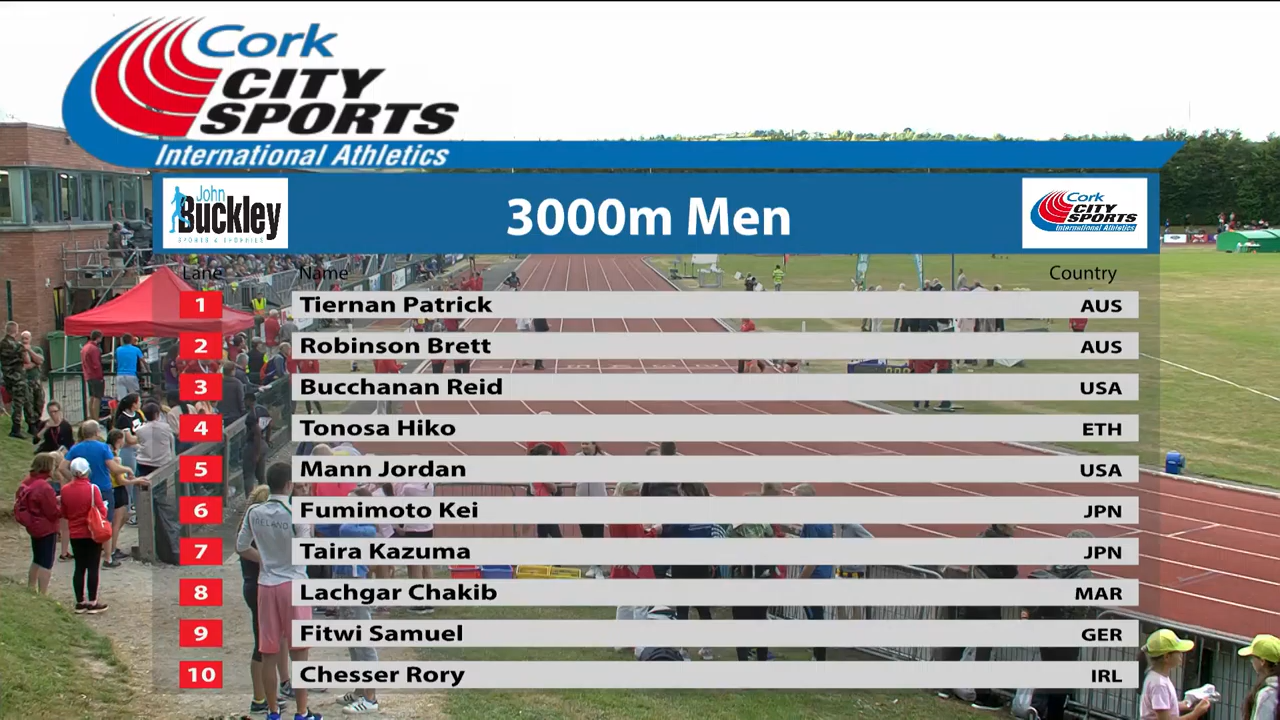 Cork
CITY
SPORTS
International Athletics
John
Buckley
3000m Men
Cork
CITY
SPORTS
International Athletics
Lane Name Country
1 Tiernan Patrick AUS
2 Robinson Brett AUS
3 Bucchanan Reid USA
4 Tonosa Hiko ETH
5 Mann Jordan USA
6 Fumimoto Kei JPN
7 Taira Kazuma JPN
8 Lachgar Chakib MAR
9 Fitwi Samuel GER
10 Chesser Rory IRL
IRELAND